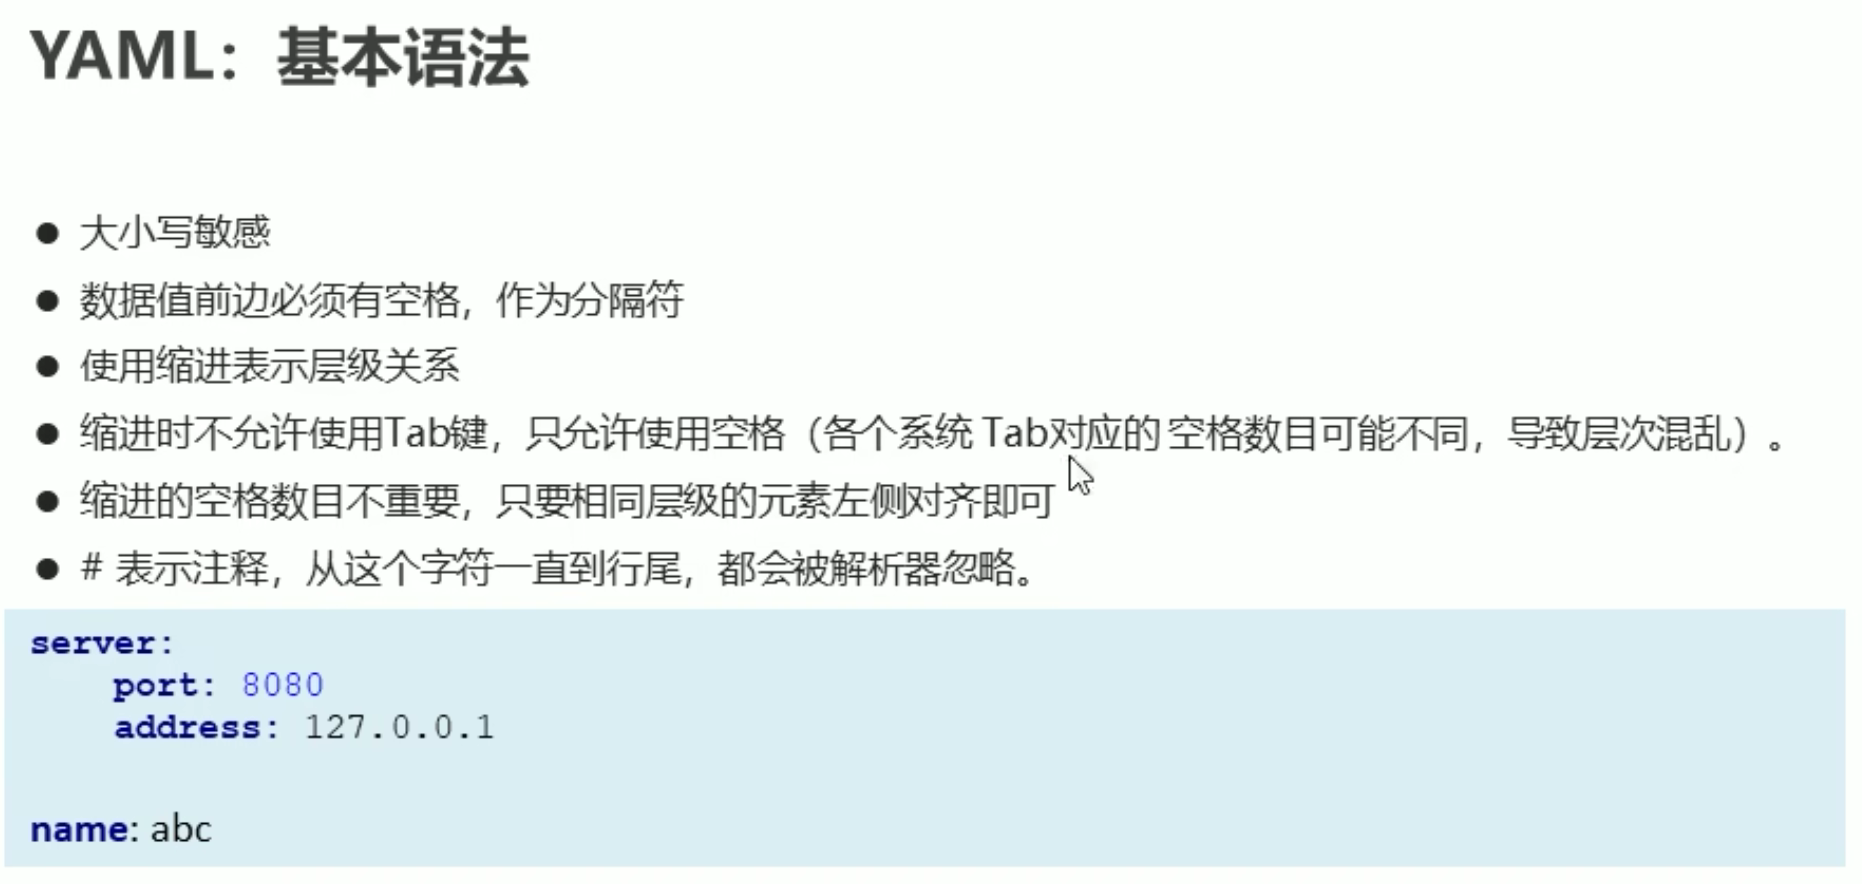 YAML：基本语法
● 大小写敏感
● 数据值前边必须有空格，作为分隔符
● 使用缩进表示层级关系
● 缩进时不允许使用Tab键，只允许使用空格（各个系统 Tab对应的 空格数目可能不同，导致层次混乱）。
● 缩进的空格数目不重要，只要相同层级的元素左侧对齐即可
● # 表示注释，从这个字符一直到行尾，都会被解析器忽略。
server:
    port: 8080
    address: 127.0.0.1
name: abc